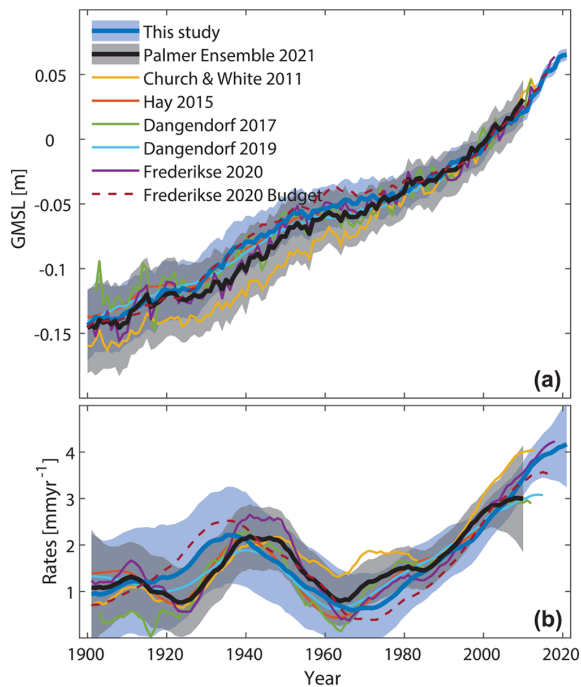 This study
Palmer Ensemble 2021
Church & White 2011
Hay 2015
Dangendorf 2017
Dangendorf 2019
Frederikse 2020
Frederikse 2020 Budget
GMSL [m]
0.05
0
-0.05
-0.1
-0.15
(a)
Rates [mmyr-1]
4
3
2
1
(b)
1900 1920 1940 1960 1980 2000 2020
Year